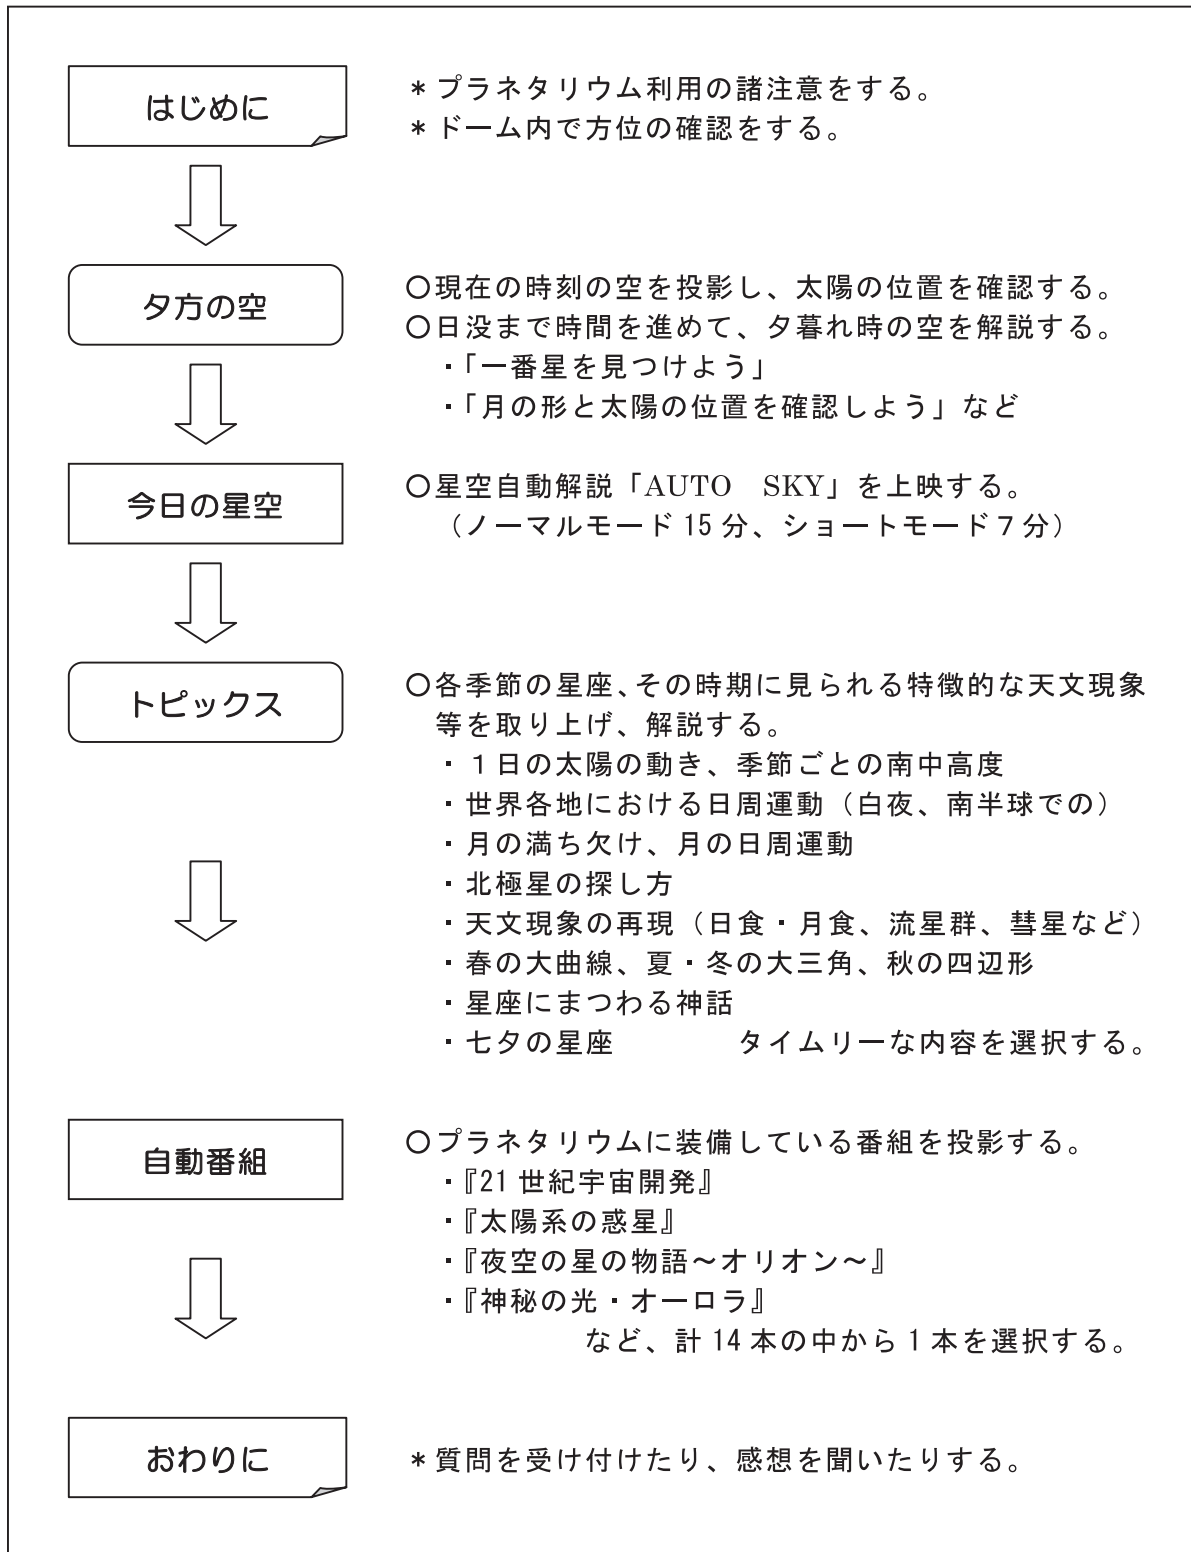 はじめに
＊プラネタリウム利用の諸注意をする。
＊ドーム内で方位の確認をする。
夕方の空
○現在の時刻の空を投影し、太陽の位置を確認する。
○日没まで時間を進めて、夕暮れ時の空を解説する。
・「一番星を見つけよう」
・「月の形と太陽の位置を確認しよう」など
今日の星空
○星空自動解説「AUTO　SKY」を上映する。
（ノーマルモード 15 分、ショートモード７分）
トピックス
○各季節の星座、その時期に見られる特徴的な天文現象
等を取り上げ、解説する。
・１日の太陽の動き、季節ごとの南中高度
・世界各地における日周運動（白夜、南半球での）
・月の満ち欠け、月の日周運動
・北極星の探し方
・天文現象の再現（日食・月食、流星群、彗星など）
・春の大曲線、夏・冬の大三角、秋の四辺形
・星座にまつわる神話
・七夕の星座　　　　タイムリーな内容を選択する。
自動番組
○プラネタリウムに装備している番組を投影する。
・『21 世紀宇宙開発』
・『太陽系の惑星』
・『夜空の星の物語～オリオン～』
・『神秘の光・オーロラ』
など、計 14 本の中から 1 本を選択する。
おわりに
＊質問を受け付けたり、感想を聞いたりする。